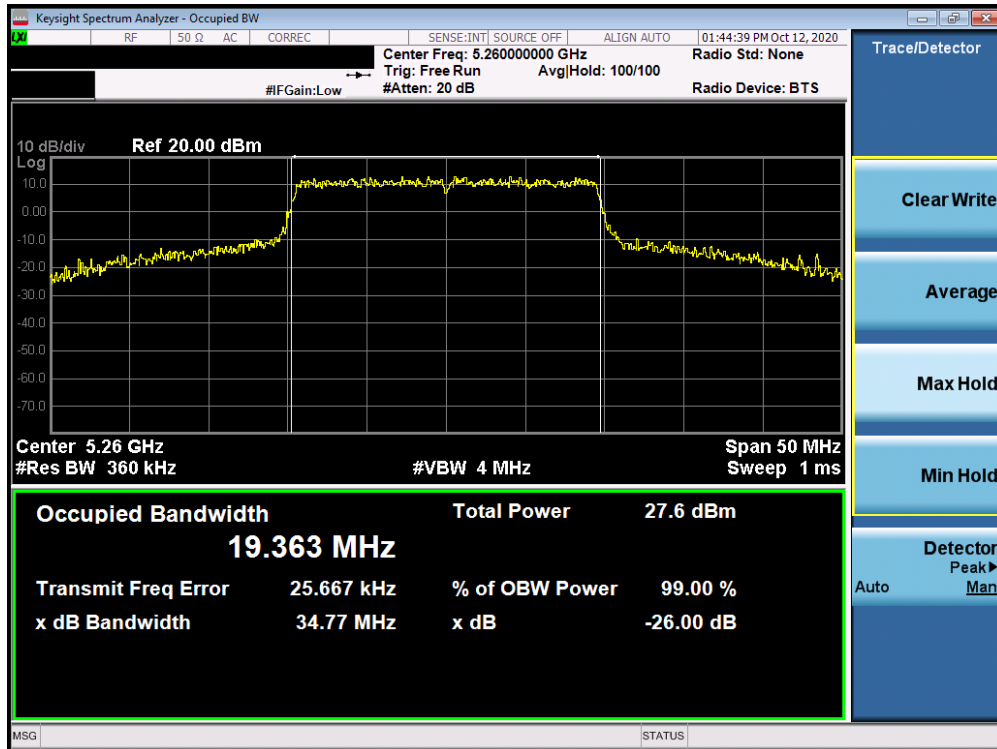 Keysight Spectrum Analyzer - Occupied BW
LXI RF 50 Ω AC CORREC SENSE:INT SOURCE OFF ALIGN AUTO 01:44:39 PM Oct 12, 2020
Center Freq: 5.260000000 GHz Radio Std: None
Trig: Free Run Avg|Hold: 100/100
#IFGain:Low #Atten: 20 dB Radio Device: BTS
10 dB/div Ref 20.00 dBm
Log
10.0
0.00
-10.0
-20.0
-30.0
-40.0
-50.0
-60.0
-70.0
Center 5.26 GHz Span 50 MHz
#Res BW 360 kHz #VBW 4 MHz Sweep 1 ms
Occupied Bandwidth Total Power 27.6 dBm
19.363 MHz
Transmit Freq Error 25.667 kHz % of OBW Power 99.00 %
x dB Bandwidth 34.77 MHz x dB -26.00 dB
MSG STATUS
Trace/Detector
Clear Write
Average
Max Hold
Min Hold
Detector
Peak▶
Auto Man